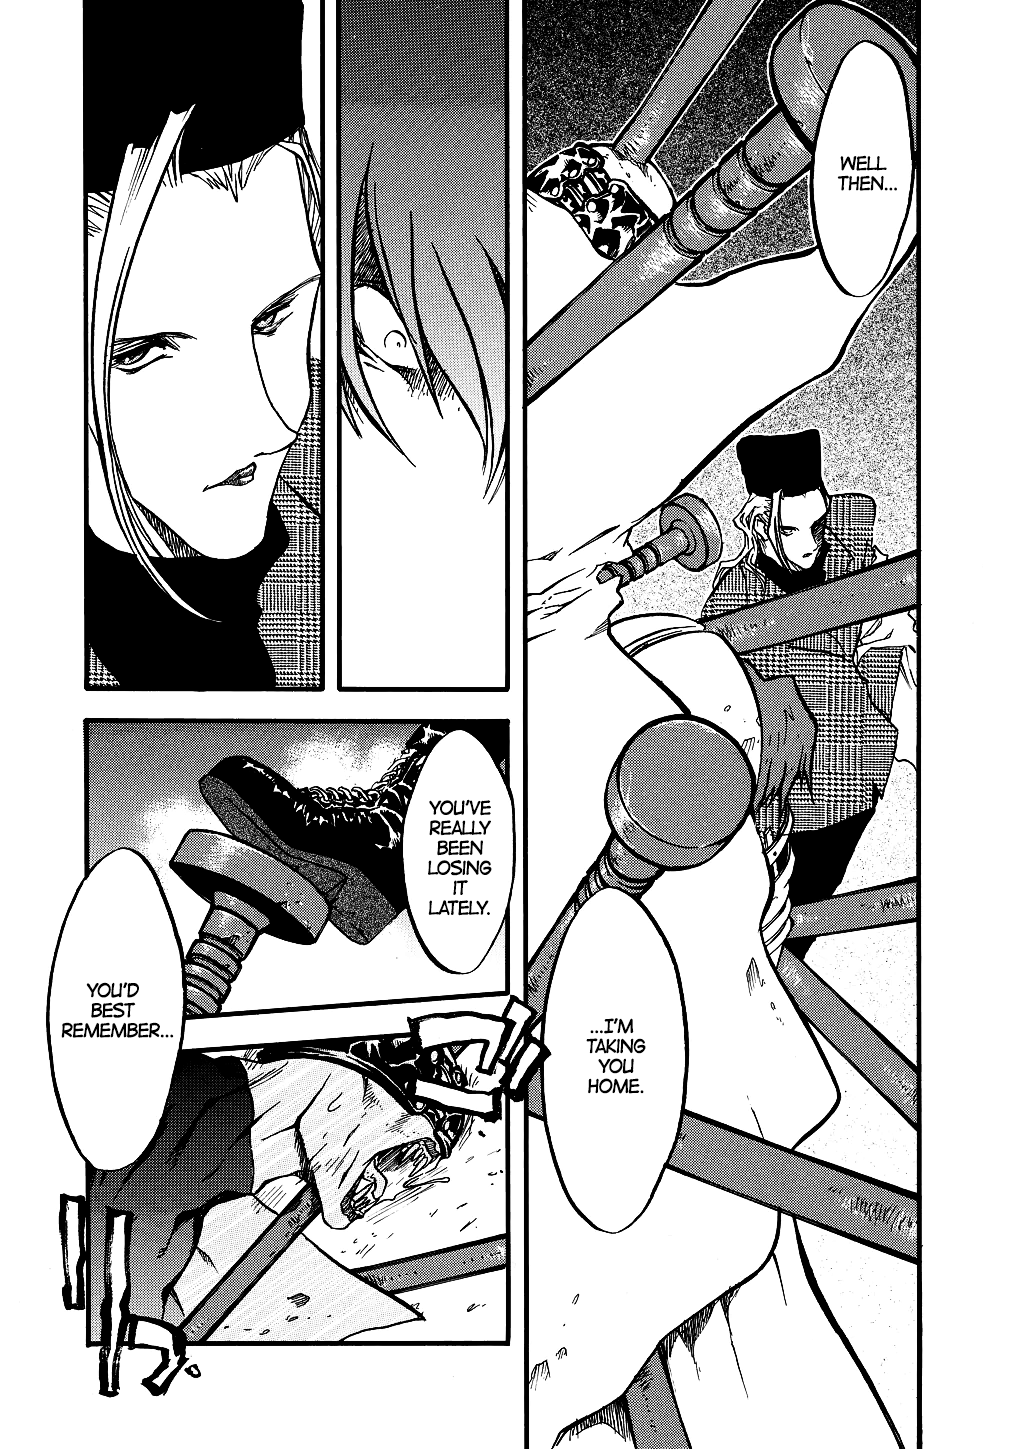 WELL
THEN...
...I'M
TAKING
YOU
HOME.
YOU'VE
REALLY
BEEN
LOSING
IT
LATELY.
YOU'D
BEST
REMEMBER...